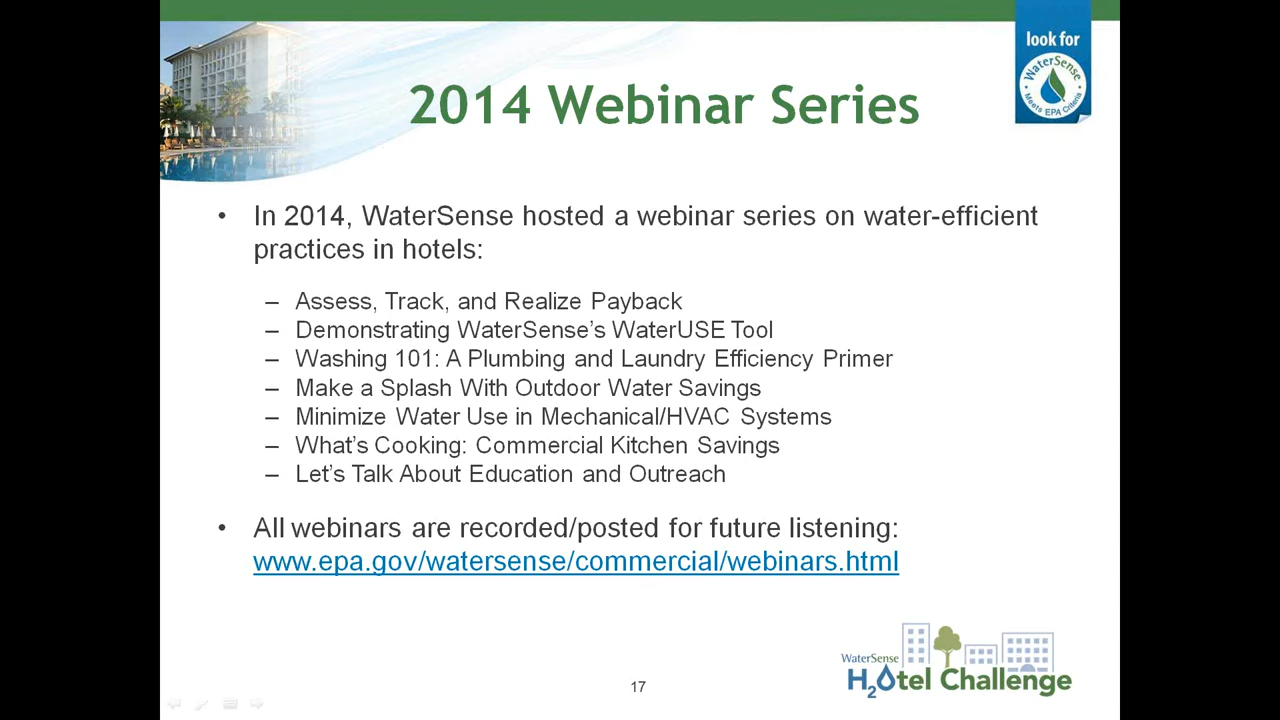 look for
WaterSense
Meets EPA Criteria
2014 Webinar Series
• In 2014, WaterSense hosted a webinar series on water-efficient
practices in hotels:
– Assess, Track, and Realize Payback
– Demonstrating WaterSense’s WaterUSE Tool
– Washing 101: A Plumbing and Laundry Efficiency Primer
– Make a Splash With Outdoor Water Savings
– Minimize Water Use in Mechanical/HVAC Systems
– What’s Cooking: Commercial Kitchen Savings
– Let’s Talk About Education and Outreach
• All webinars are recorded/posted for future listening:
www.epa.gov/watersense/commercial/webinars.html
WaterSense
H2Otel Challenge
17